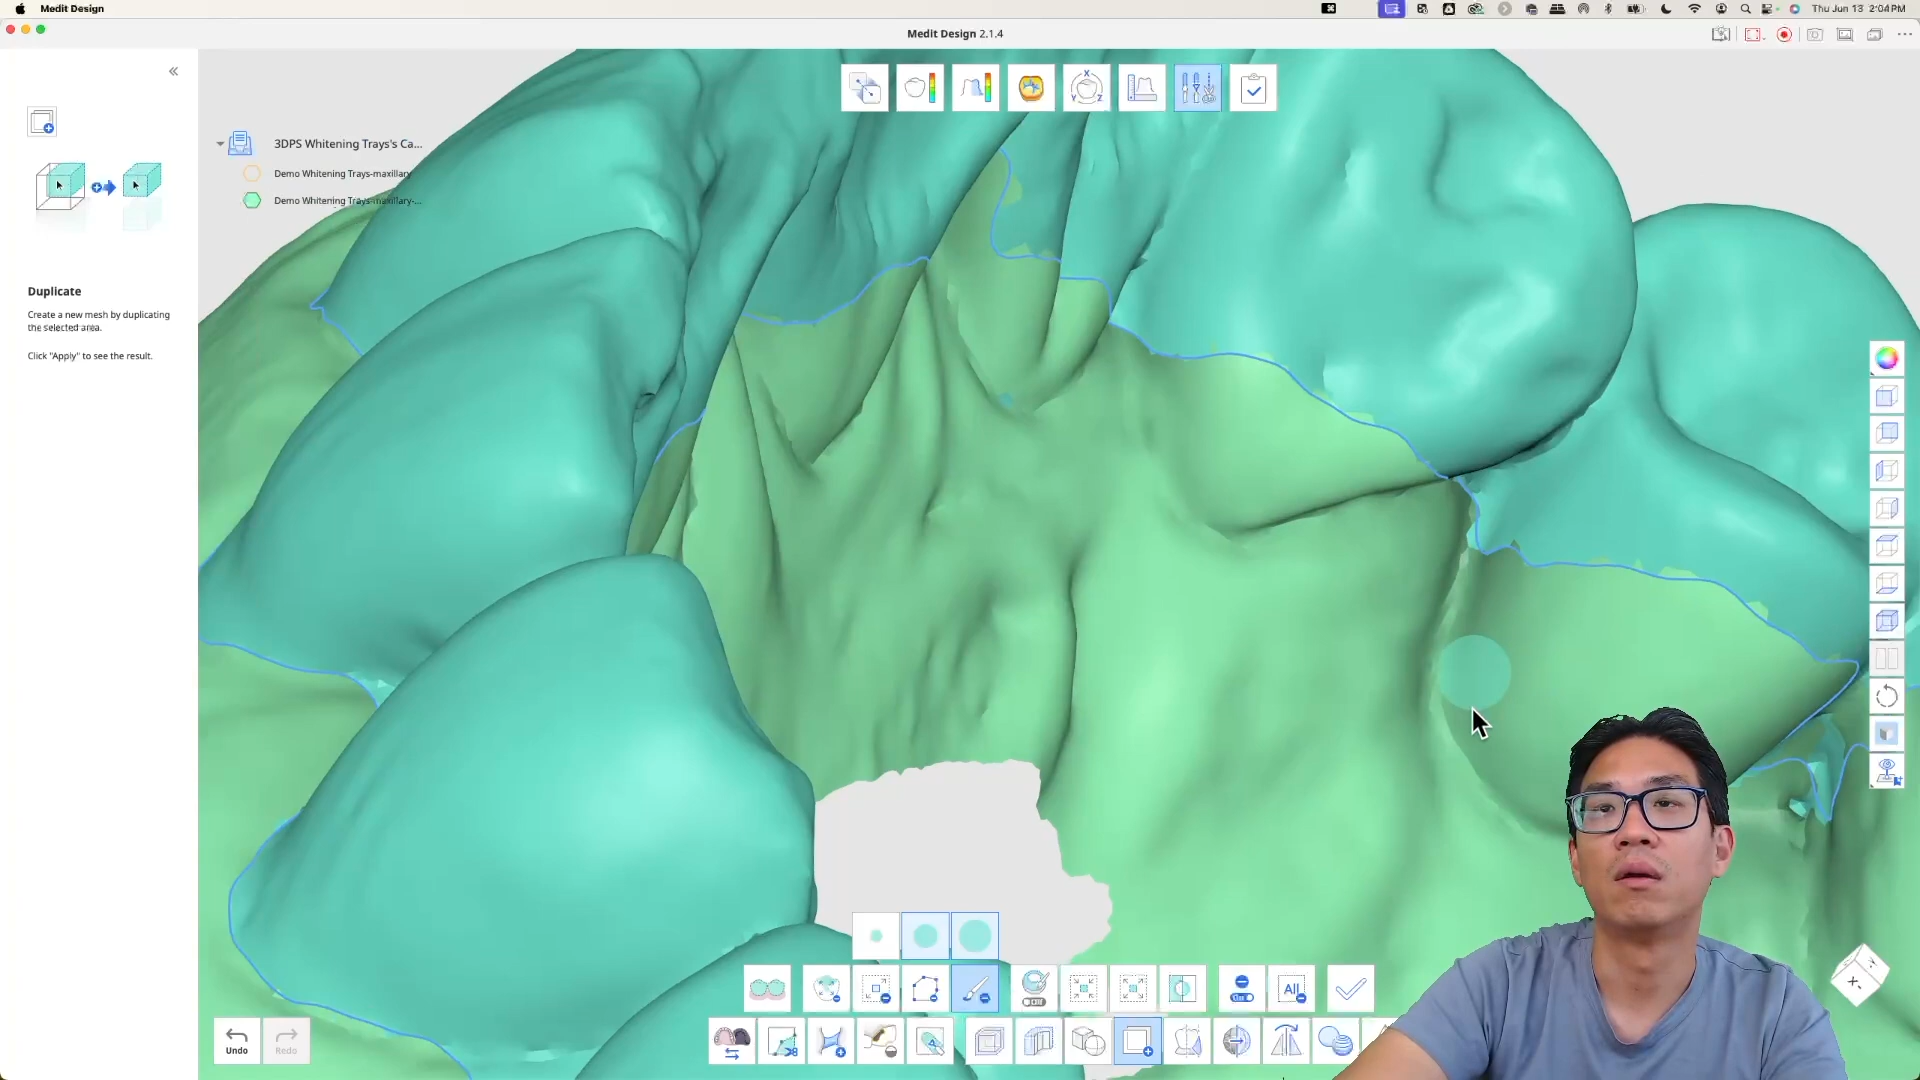 Medit Design
Thu Jun 13 2:04 PM
Medit Design 2.1.4
X
Y
Z
3DPS Whitening Trays's Ca...
Demo Whitening Trays-maxillary
Demo Whitening Trays-maxillary-...
Duplicate
Create a new mesh by duplicating
the selected area.
Click "Apply" to see the result.
All
Undo
Redo